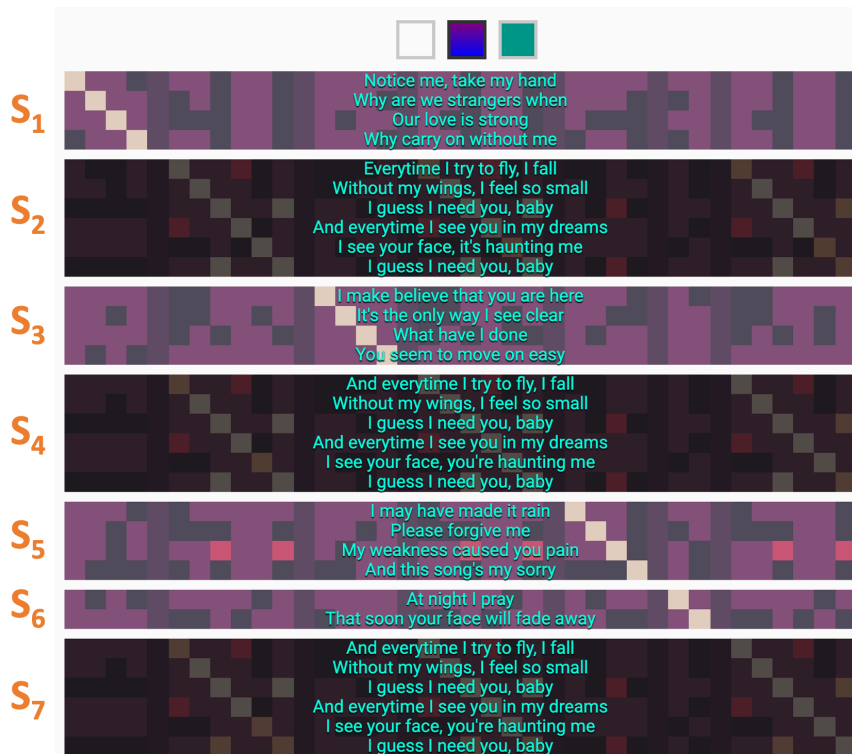 S1
Notice me, take my hand
Why are we strangers when
Our love is strong
Why carry on without me
S2
Everytime I try to fly, I fall
Without my wings, I feel so small
I guess I need you, baby
And everytime I see you in my dreams
I see your face, it's haunting me
I guess I need you, baby
S3
I make believe that you are here
It's the only way I see clear
What have I done
You seem to move on easy
S4
And everytime I try to fly, I fall
Without my wings, I feel so small
I guess I need you, baby
And everytime I see you in my dreams
I see your face, you're haunting me
I guess I need you, baby
S5
I may have made it rain
Please forgive me
My weakness caused you pain
And this song's my sorry
S6
At night I pray
That soon your face will fade away
S7
And everytime I try to fly, I fall
Without my wings, I feel so small
I guess I need you, baby
And everytime I see you in my dreams
I see your face, you're haunting me
I guess I need you, baby